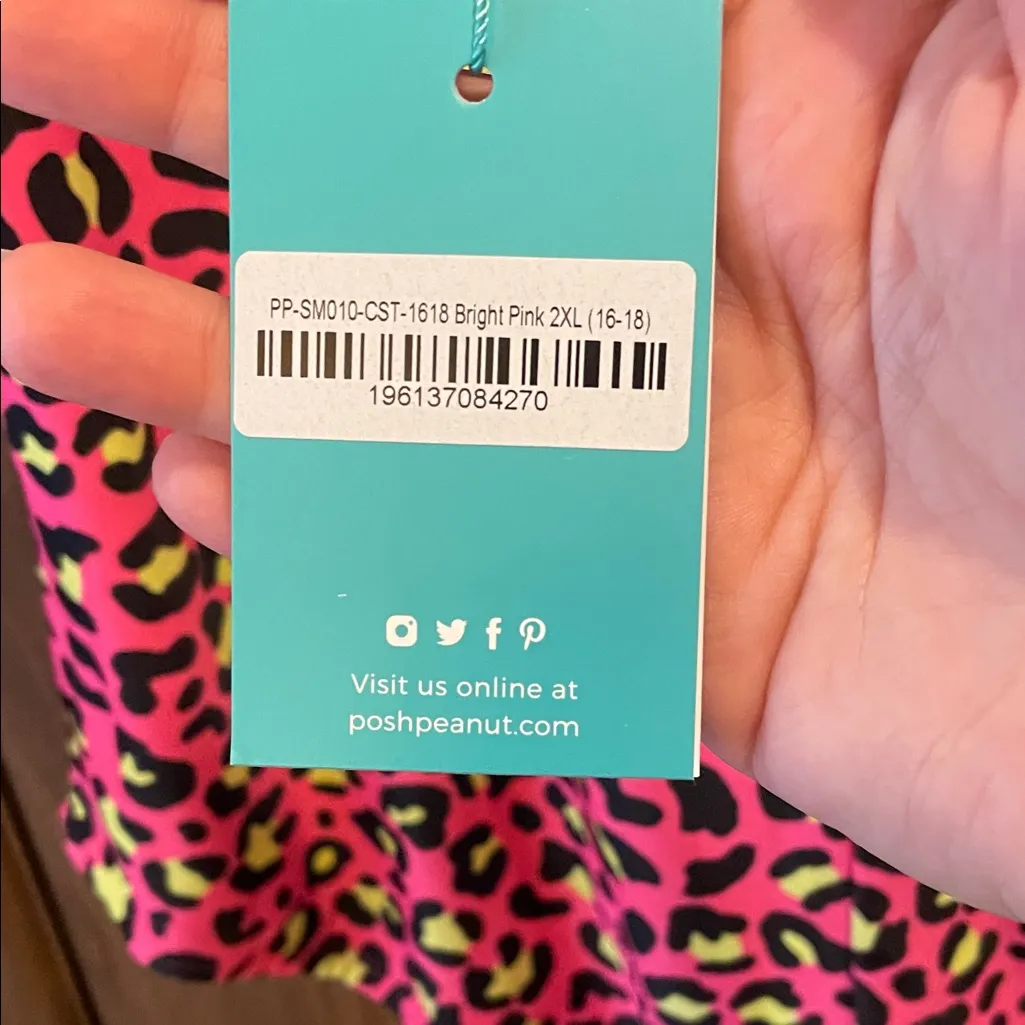 PP-SM010-CST-1618 Bright Pink 2XL (16-18)
196137084270
Visit us online at
poshpeanut.com